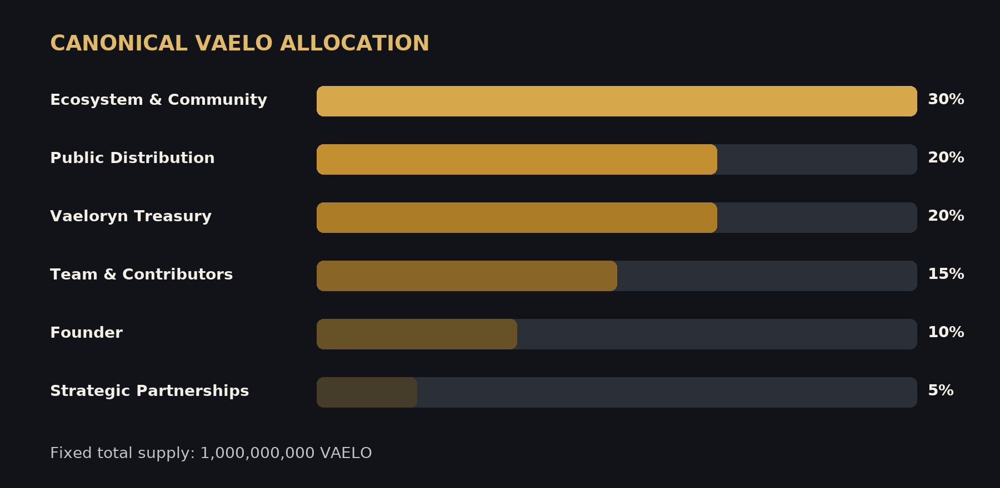 CANONICAL VAELO ALLOCATION
Ecosystem & Community 30%
Public Distribution 20%
Vaeloryn Treasury 20%
Team & Contributors 15%
Founder 10%
Strategic Partnerships 5%
Fixed total supply: 1,000,000,000 VAELO